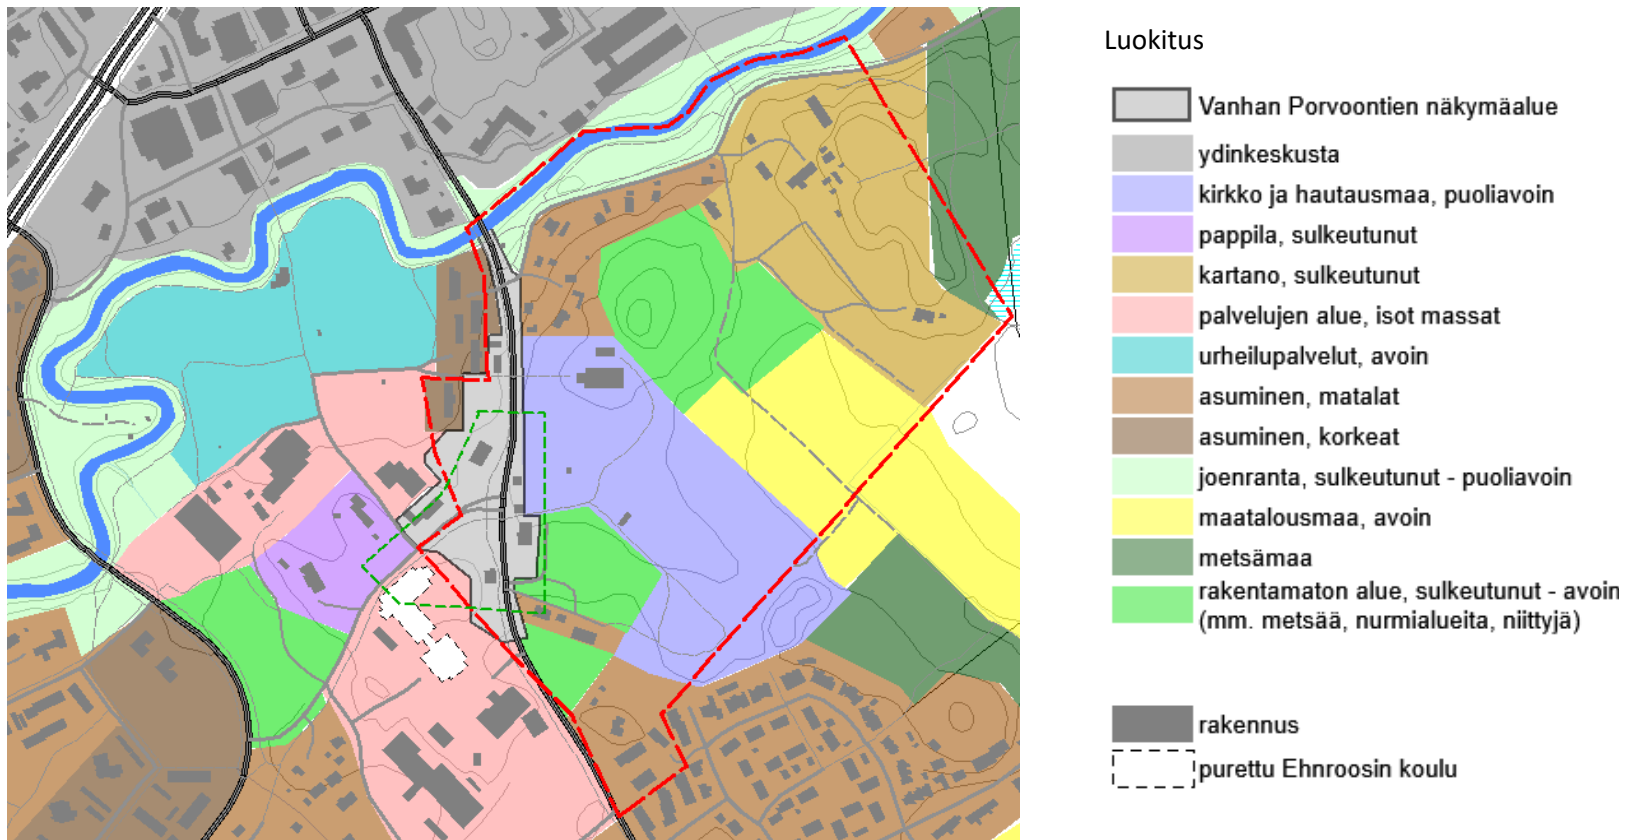 Luokitus
Vanhan Porvoontien näkymäalue
ydinkeskusta
kirkko ja hautausmaa, puoliavoin
pappila, sulkeutunut
kartano, sulkeutunut
palvelujen alue, isot massat
urheilupalvelut, avoin
asuminen, matalat
asuminen, korkeat
joenranta, sulkeutunut - puoliavoin
maatalousmaa, avoin
metsämaa
rakentamaton alue, sulkeutunut - avoin
(mm. metsää, nurmialueita, niittyjä)
rakennus
purettu Ehnroosin koulu